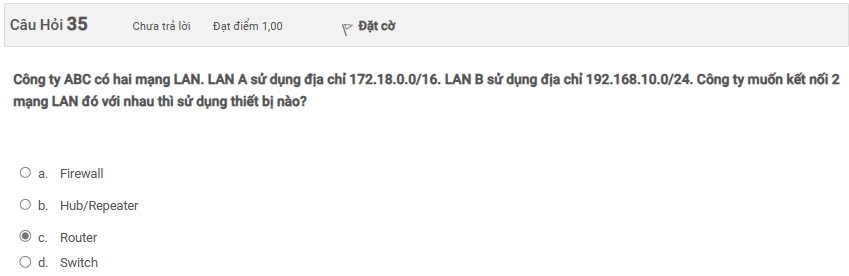 Câu Hỏi 35 Chưa trả lời Đạt điểm 1,00 Đặt cờ
Công ty ABC có hai mạng LAN. LAN A sử dụng địa chỉ 172.18.0.0/16. LAN B sử dụng địa chỉ 192.168.10.0/24. Công ty muốn kết nối 2
mạng LAN đó với nhau thì sử dụng thiết bị nào?
a. Firewall
b. Hub/Repeater
c. Router
d. Switch